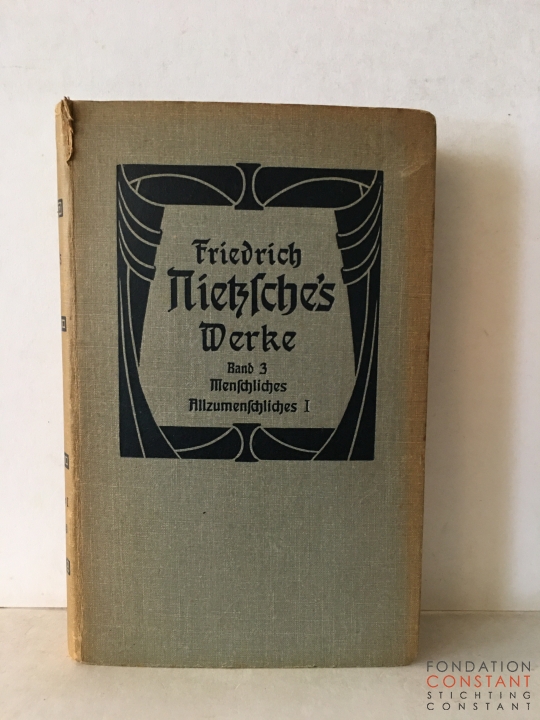 Friedrich
Nietzsche's
Werke
Band 3
Menschliches
Allzumenschliches I
FONDATION
CONSTANT
STICHTING
CONSTANT